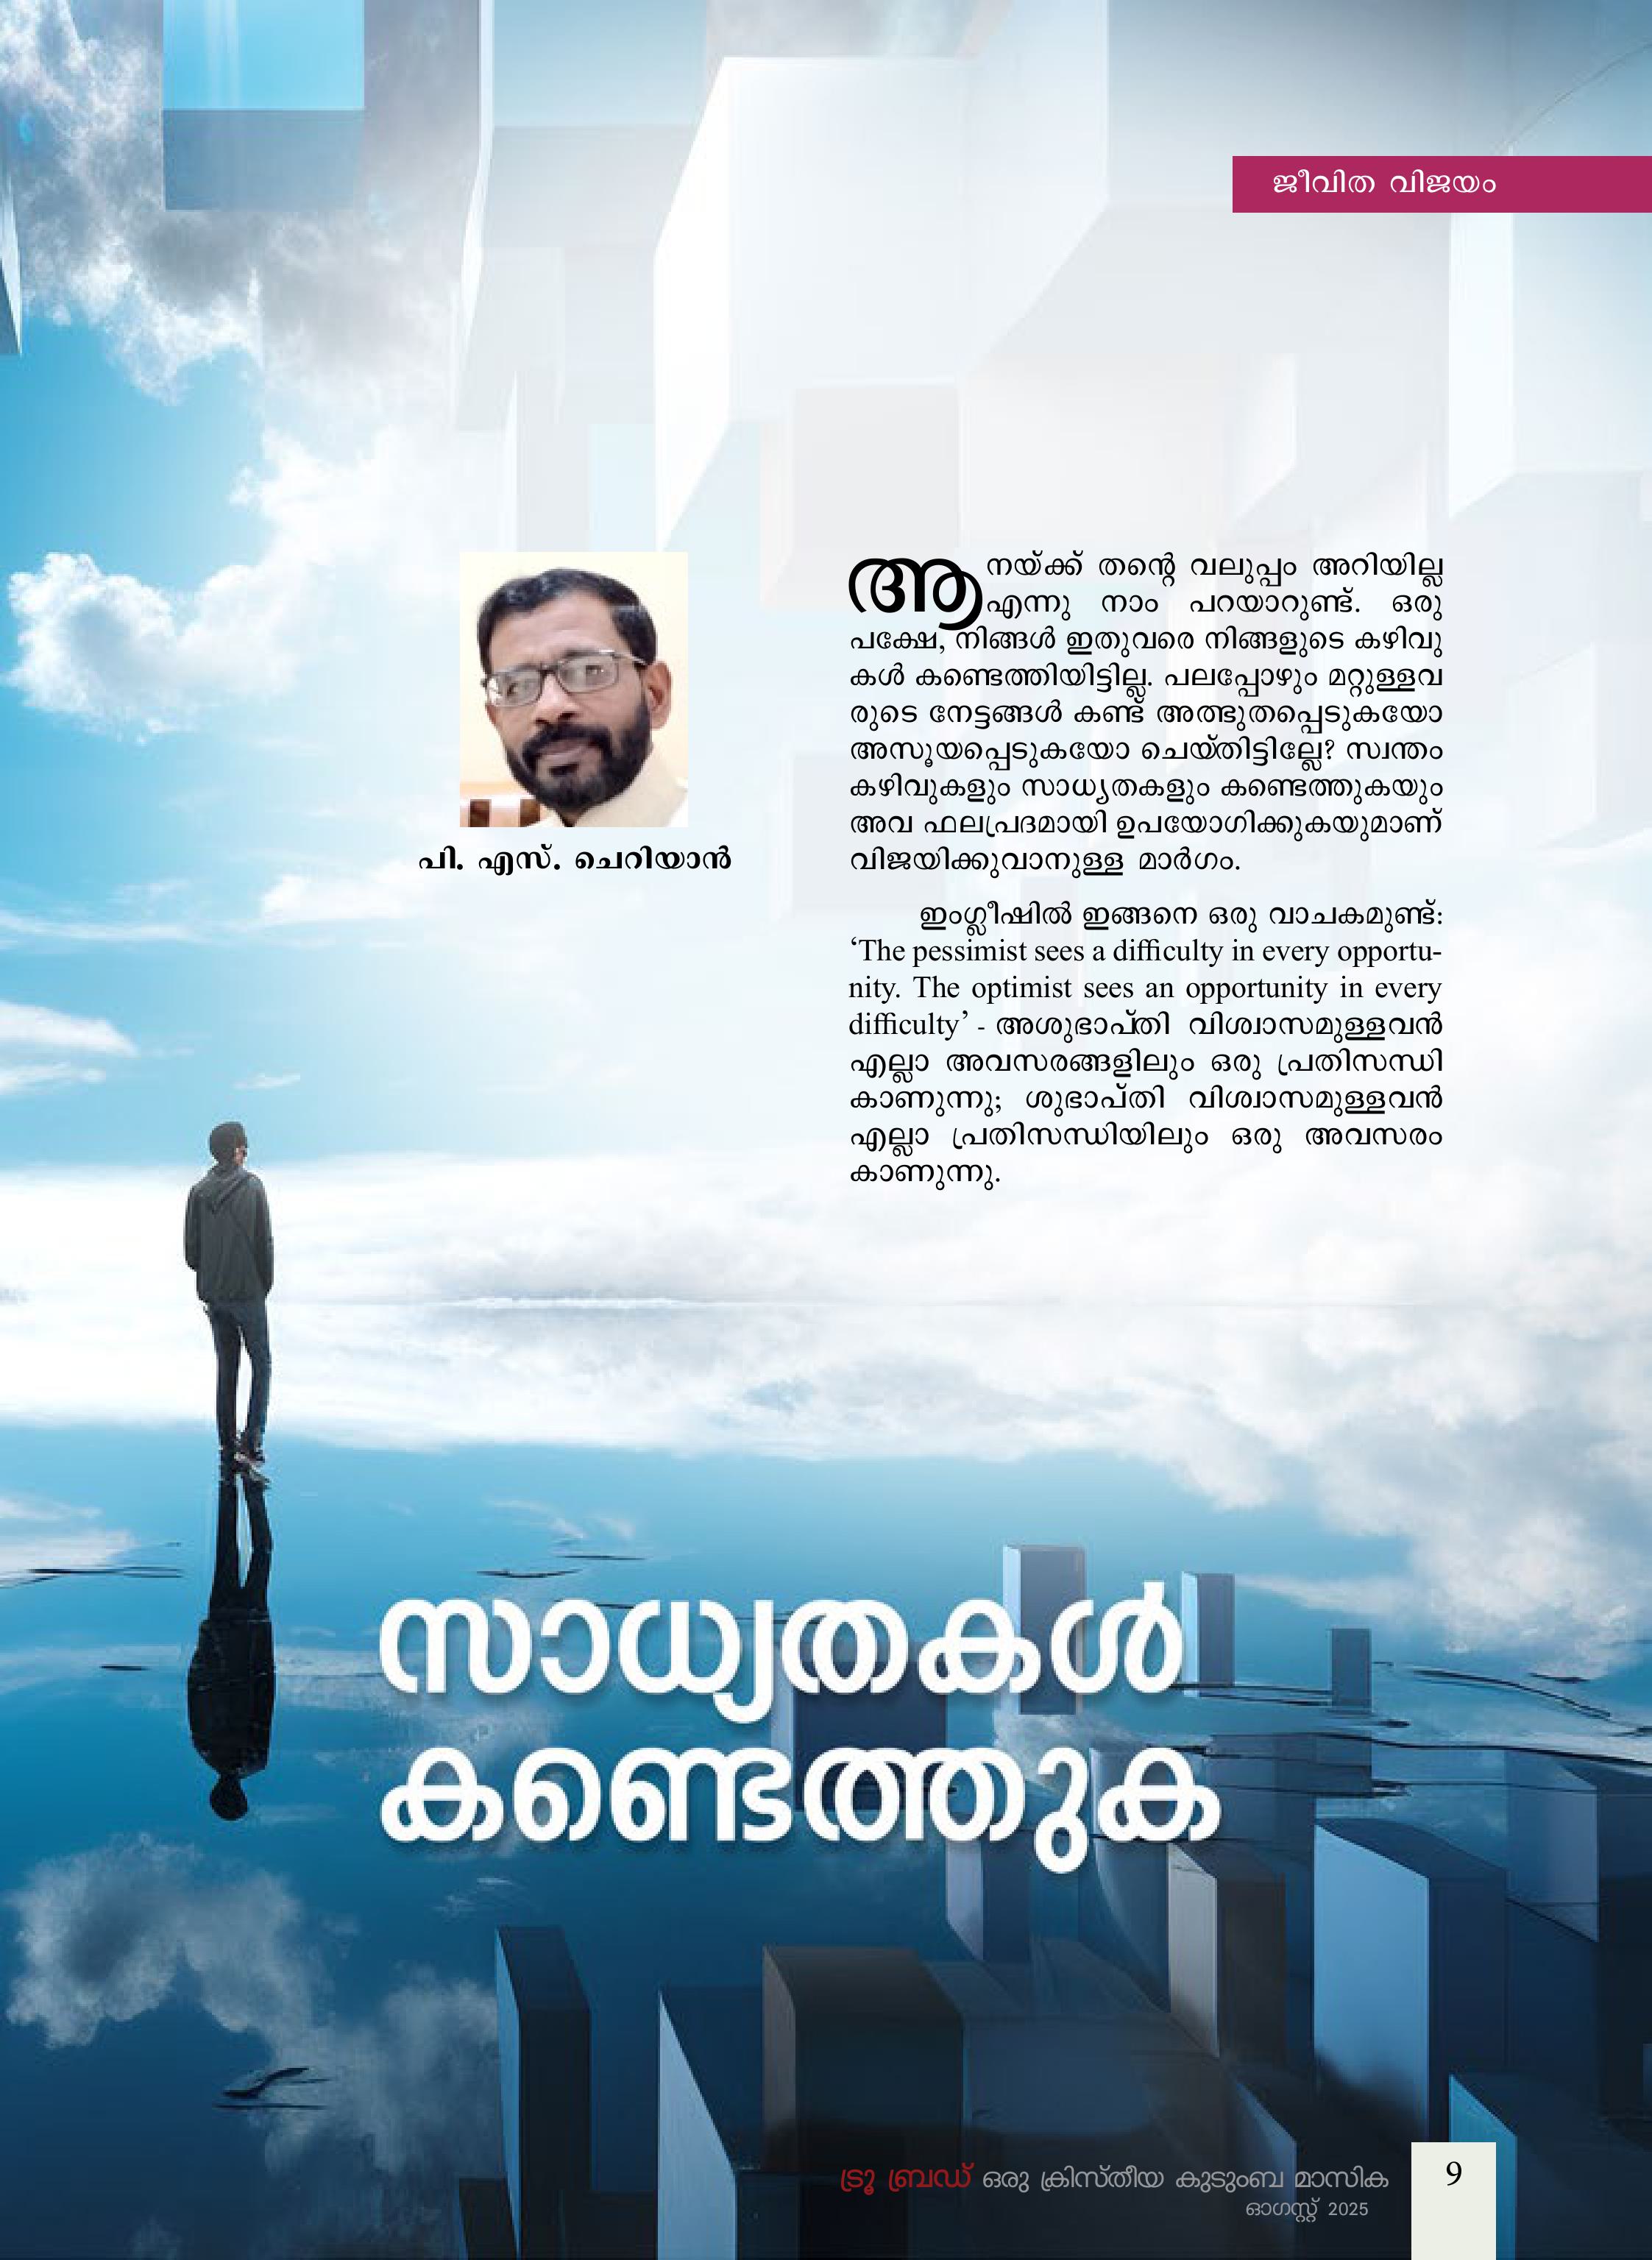 ജീവിത വിജയം
പി. എസ്. ചെറിയാൻ
ആനയ്ക്ക് തന്റെ വലുപ്പം അറിയില്ല
എന്നു നാം പറയാറുണ്ട്. ഒരു
പക്ഷേ, നിങ്ങൾ ഇതുവരെ നിങ്ങളുടെ കഴിവു
കൾ കണ്ടെത്തിയിട്ടില്ല. പലപ്പോഴും മറ്റുള്ളവ
രുടെ നേട്ടങ്ങൾ കണ്ട് അത്ഭുതപ്പെടുകയോ
അസൂയപ്പെടുകയോ ചെയ്തിട്ടില്ലേ? സ്വന്തം
കഴിവുകളും സാധ്യതകളും കണ്ടെത്തുകയും
അവ ഫലപ്രദമായി ഉപയോഗിക്കുകയുമാണ്
വിജയിക്കുവാനുള്ള മാർഗം.
ഇംഗ്ലീഷിൽ ഇങ്ങനെ ഒരു വാചകമുണ്ട്:
‘The pessimist sees a difficulty in every opportu-
nity. The optimist sees an opportunity in every
difficulty’ - അശുഭാപ്തി വിശ്വാസമുള്ളവൻ
എല്ലാ അവസരങ്ങളിലും ഒരു പ്രതിസന്ധി
കാണുന്നു; ശുഭാപ്തി വിശ്വാസമുള്ളവൻ
എല്ലാ പ്രതിസന്ധിയിലും ഒരു അവസരം
കാണുന്നു.
സാധ്യതകൾ
കണ്ടെത്തുക
ട്രൂ ബ്രഡ് ഒരു ക്രിസ്തീയ കുടുംബ മാസിക
ഓഗസ്റ്റ് 2025
9